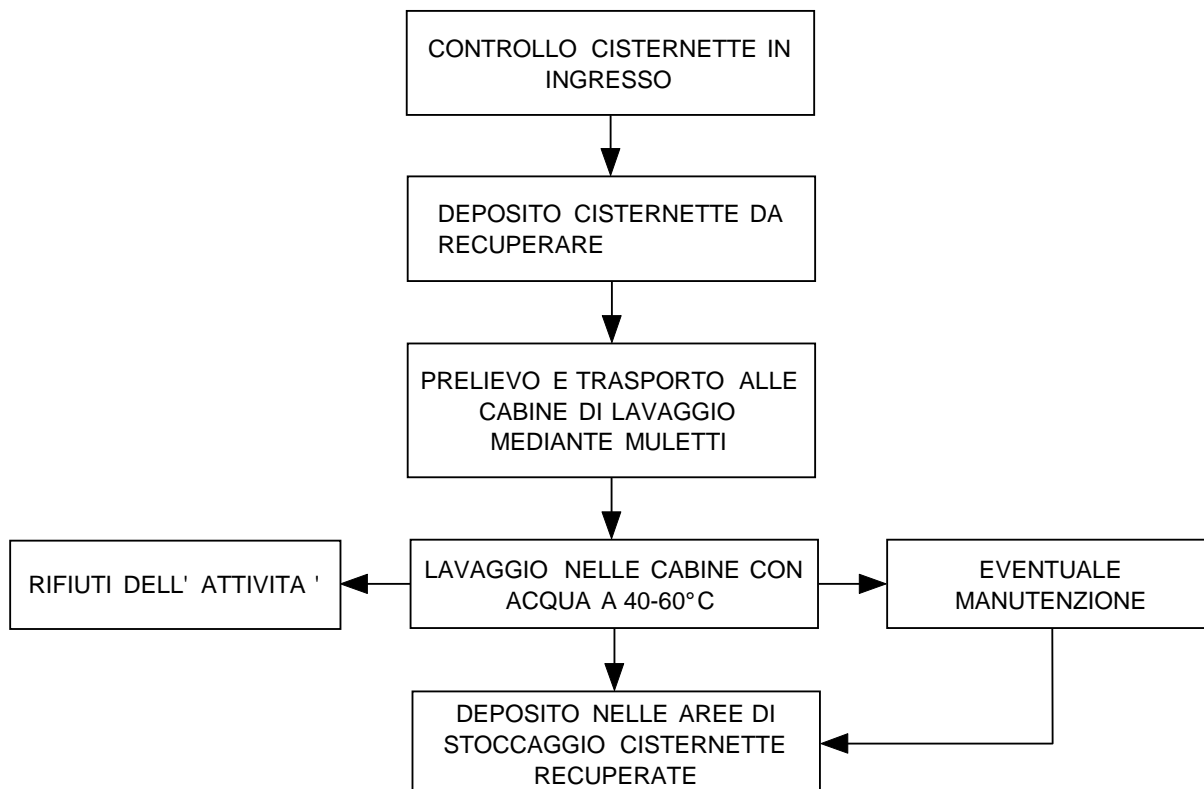 CONTROLLO CISTERNETTE IN
INGRESSO
DEPOSITO CISTERNETTE DA
RECUPERARE
PRELIEVO E TRASPORTO ALLE
CABINE DI LAVAGGIO
MEDIANTE MULETTI
RIFIUTI DELL' ATTIVITA '
LAVAGGIO NELLE CABINE CON
ACQUA A 40-60°C
EVENTUALE
MANUTENZIONE
DEPOSITO NELLE AREE DI
STOCCAGGIO CISTERNETTE
RECUPERATE